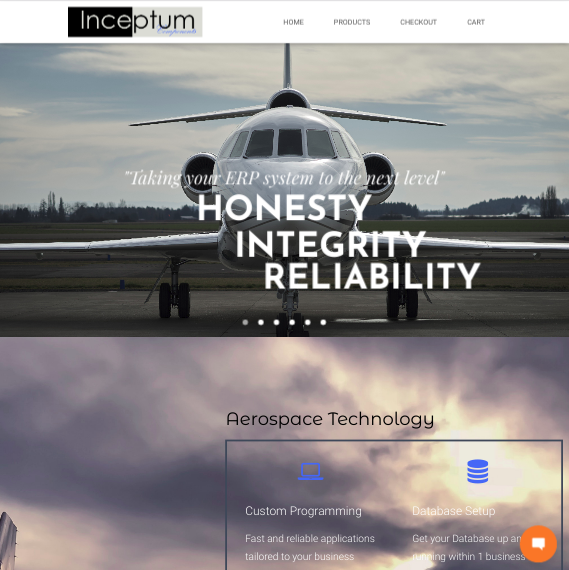 Inceptum
Components
HOME PRODUCTS CHECKOUT CART
"Taking your ERP system to the next level"
HONESTY
INTEGRITY
RELIABILITY
Aerospace Technology
Custom Programming
Fast and reliable applications
tailored to your business
Database Setup
Get your Database up an
running within 1 business